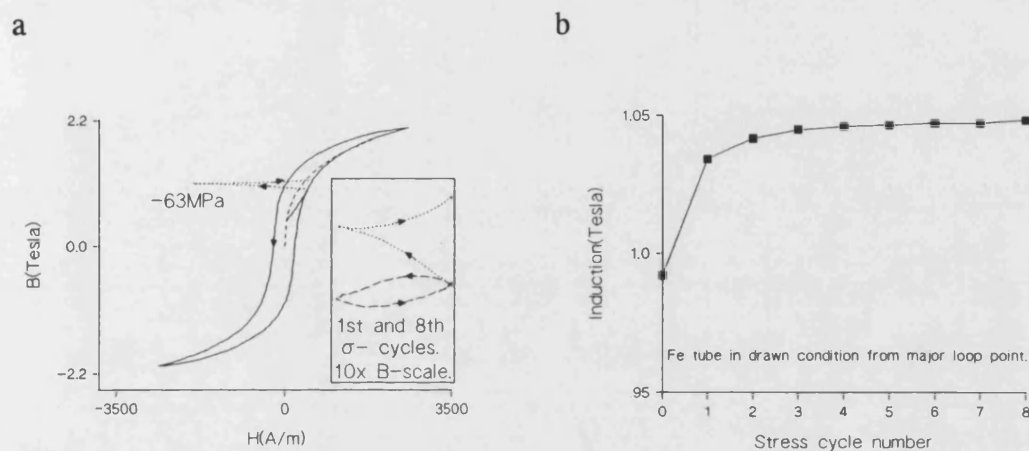 a
2.2
0.0
-2.2
B(Tesla)
-63MPa
1st and 8th
σ- cycles.
10x B-scale.
-3500
0
3500
H(A/m)
b
1.05
1.0
95
Induction(Tesla)
Fe tube in drawn condition from major loop point.
0 1 2 3 4 5 6 7 8
Stress cycle number